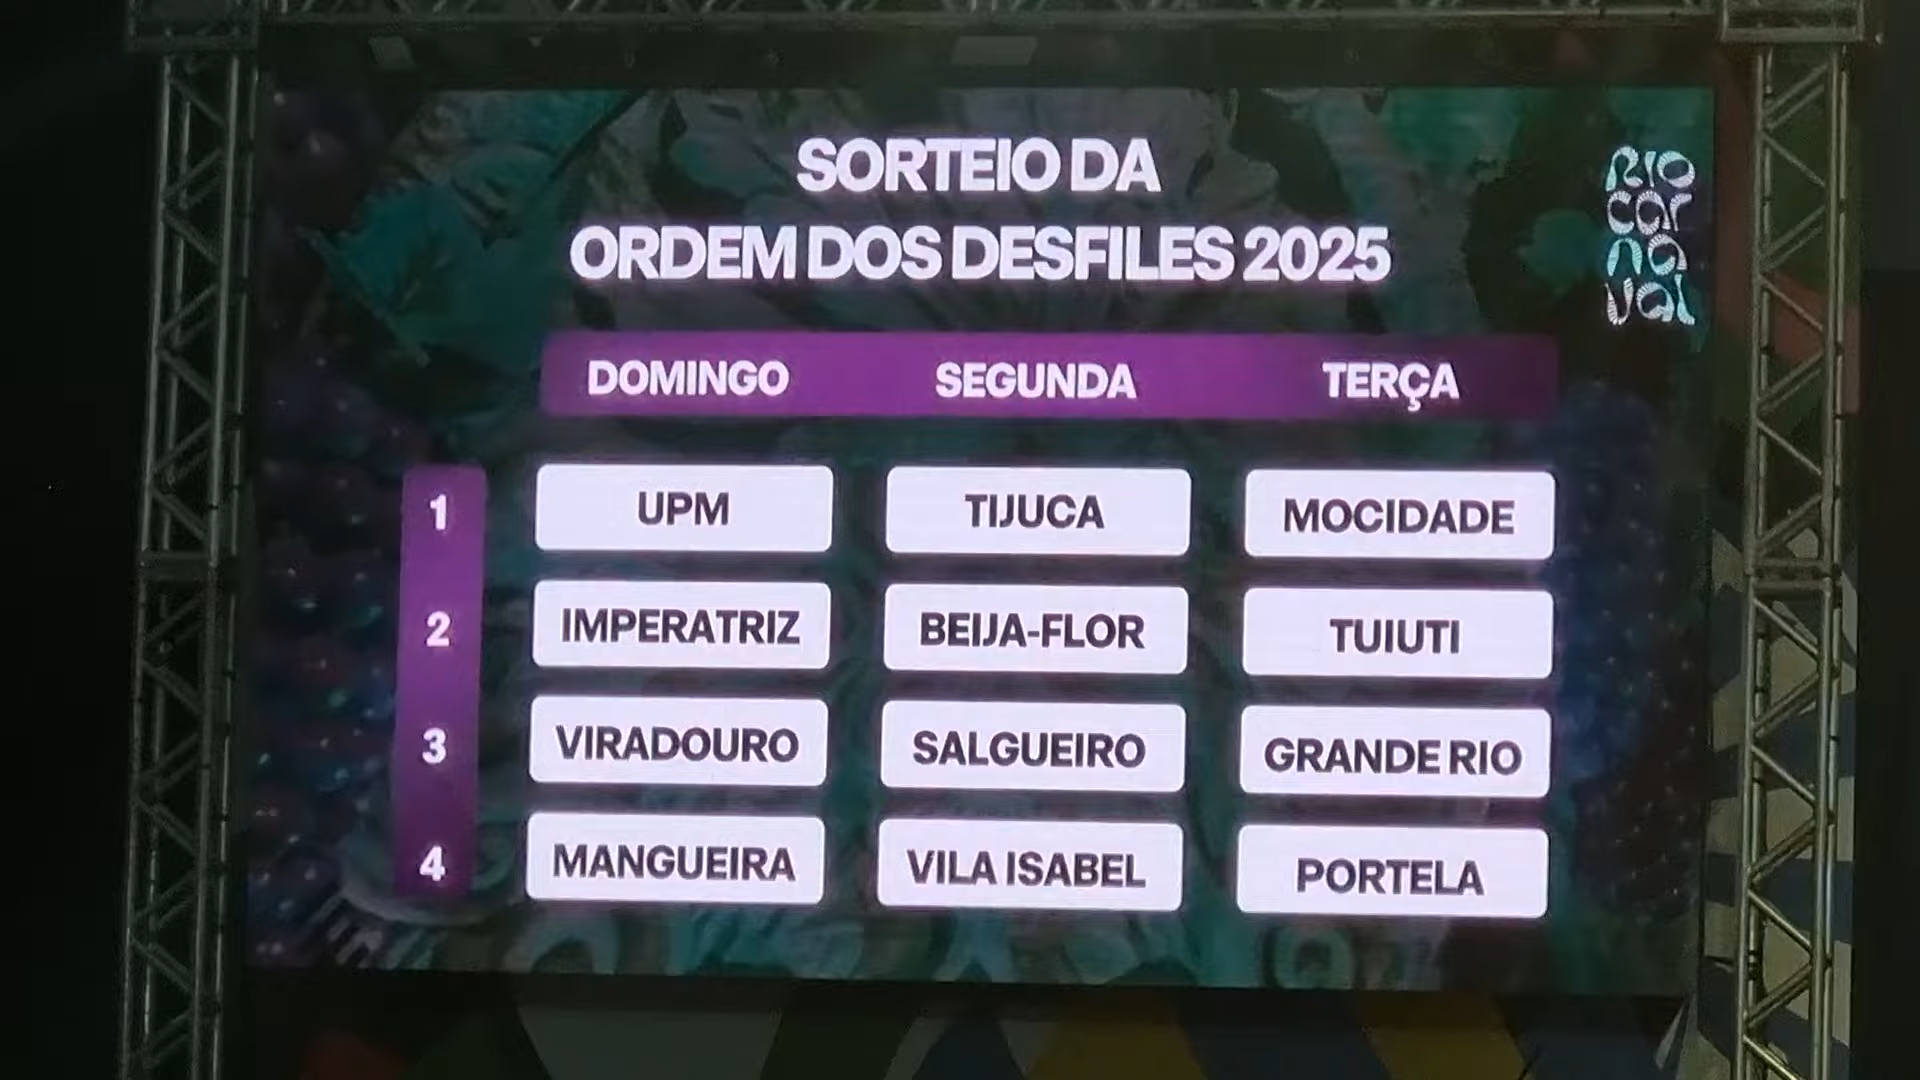 SORTEIO DA
ORDEM DOS DESFILES 2025
RIO
car
na
val
DOMINGO SEGUNDA TERÇA
1 UPM TIJUCA MOCIDADE
2 IMPERATRIZ BEIJA-FLOR TUIUTI
3 VIRADOURO SALGUEIRO GRANDE RIO
4 MANGUEIRA VILA ISABEL PORTELA